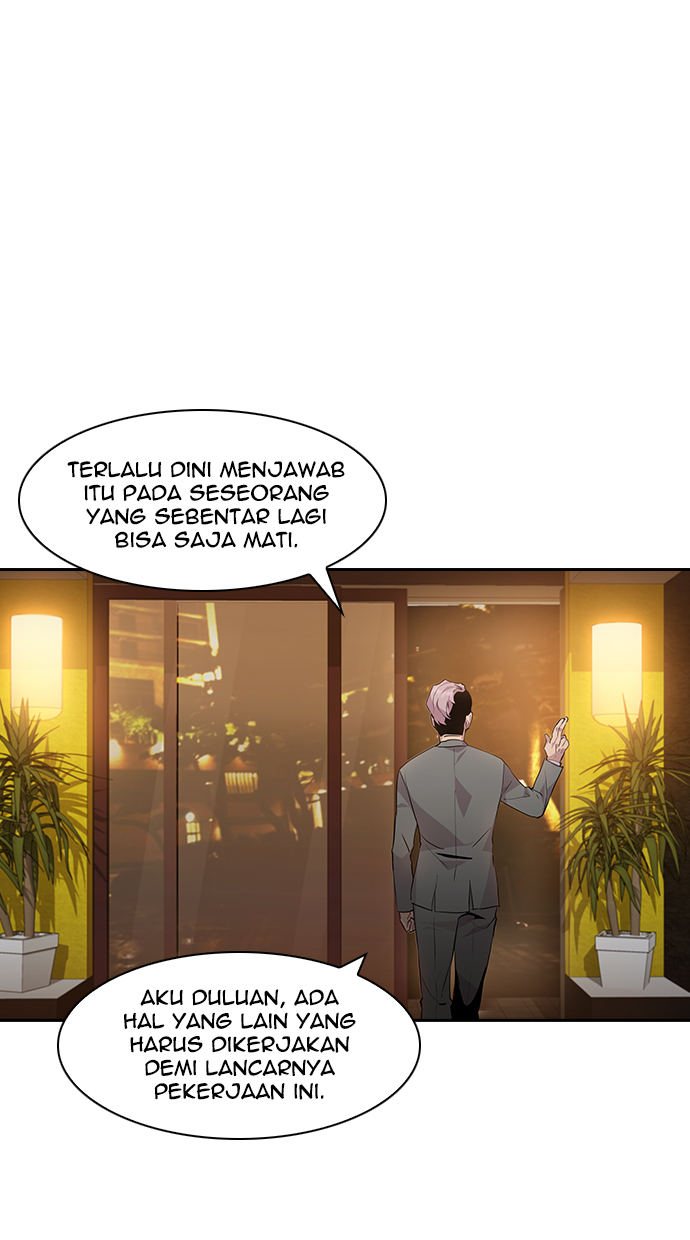 TERLALU DINI MENJAWAB
ITU PADA SESEORANG
YANG SEBENTAR LAGI
BISA SAJA MATI.
AKU DULUAN, ADA
HAL YANG LAIN YANG
HARUS DIKERJAKAN
DEMI LANCARNYA
PEKERJAAN INI.